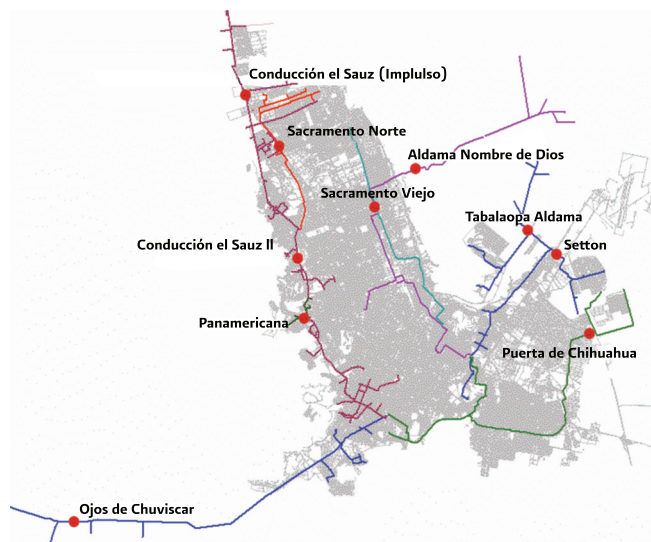 Conducción el Sauz (Implulso)
Sacramento Norte
Aldama Nombre de Dios
Sacramento Viejo
Tabalaopa Aldama
Conducción el Sauz ll
Setton
Panamericana
Puerta de Chihuahua
Ojos de Chuviscar